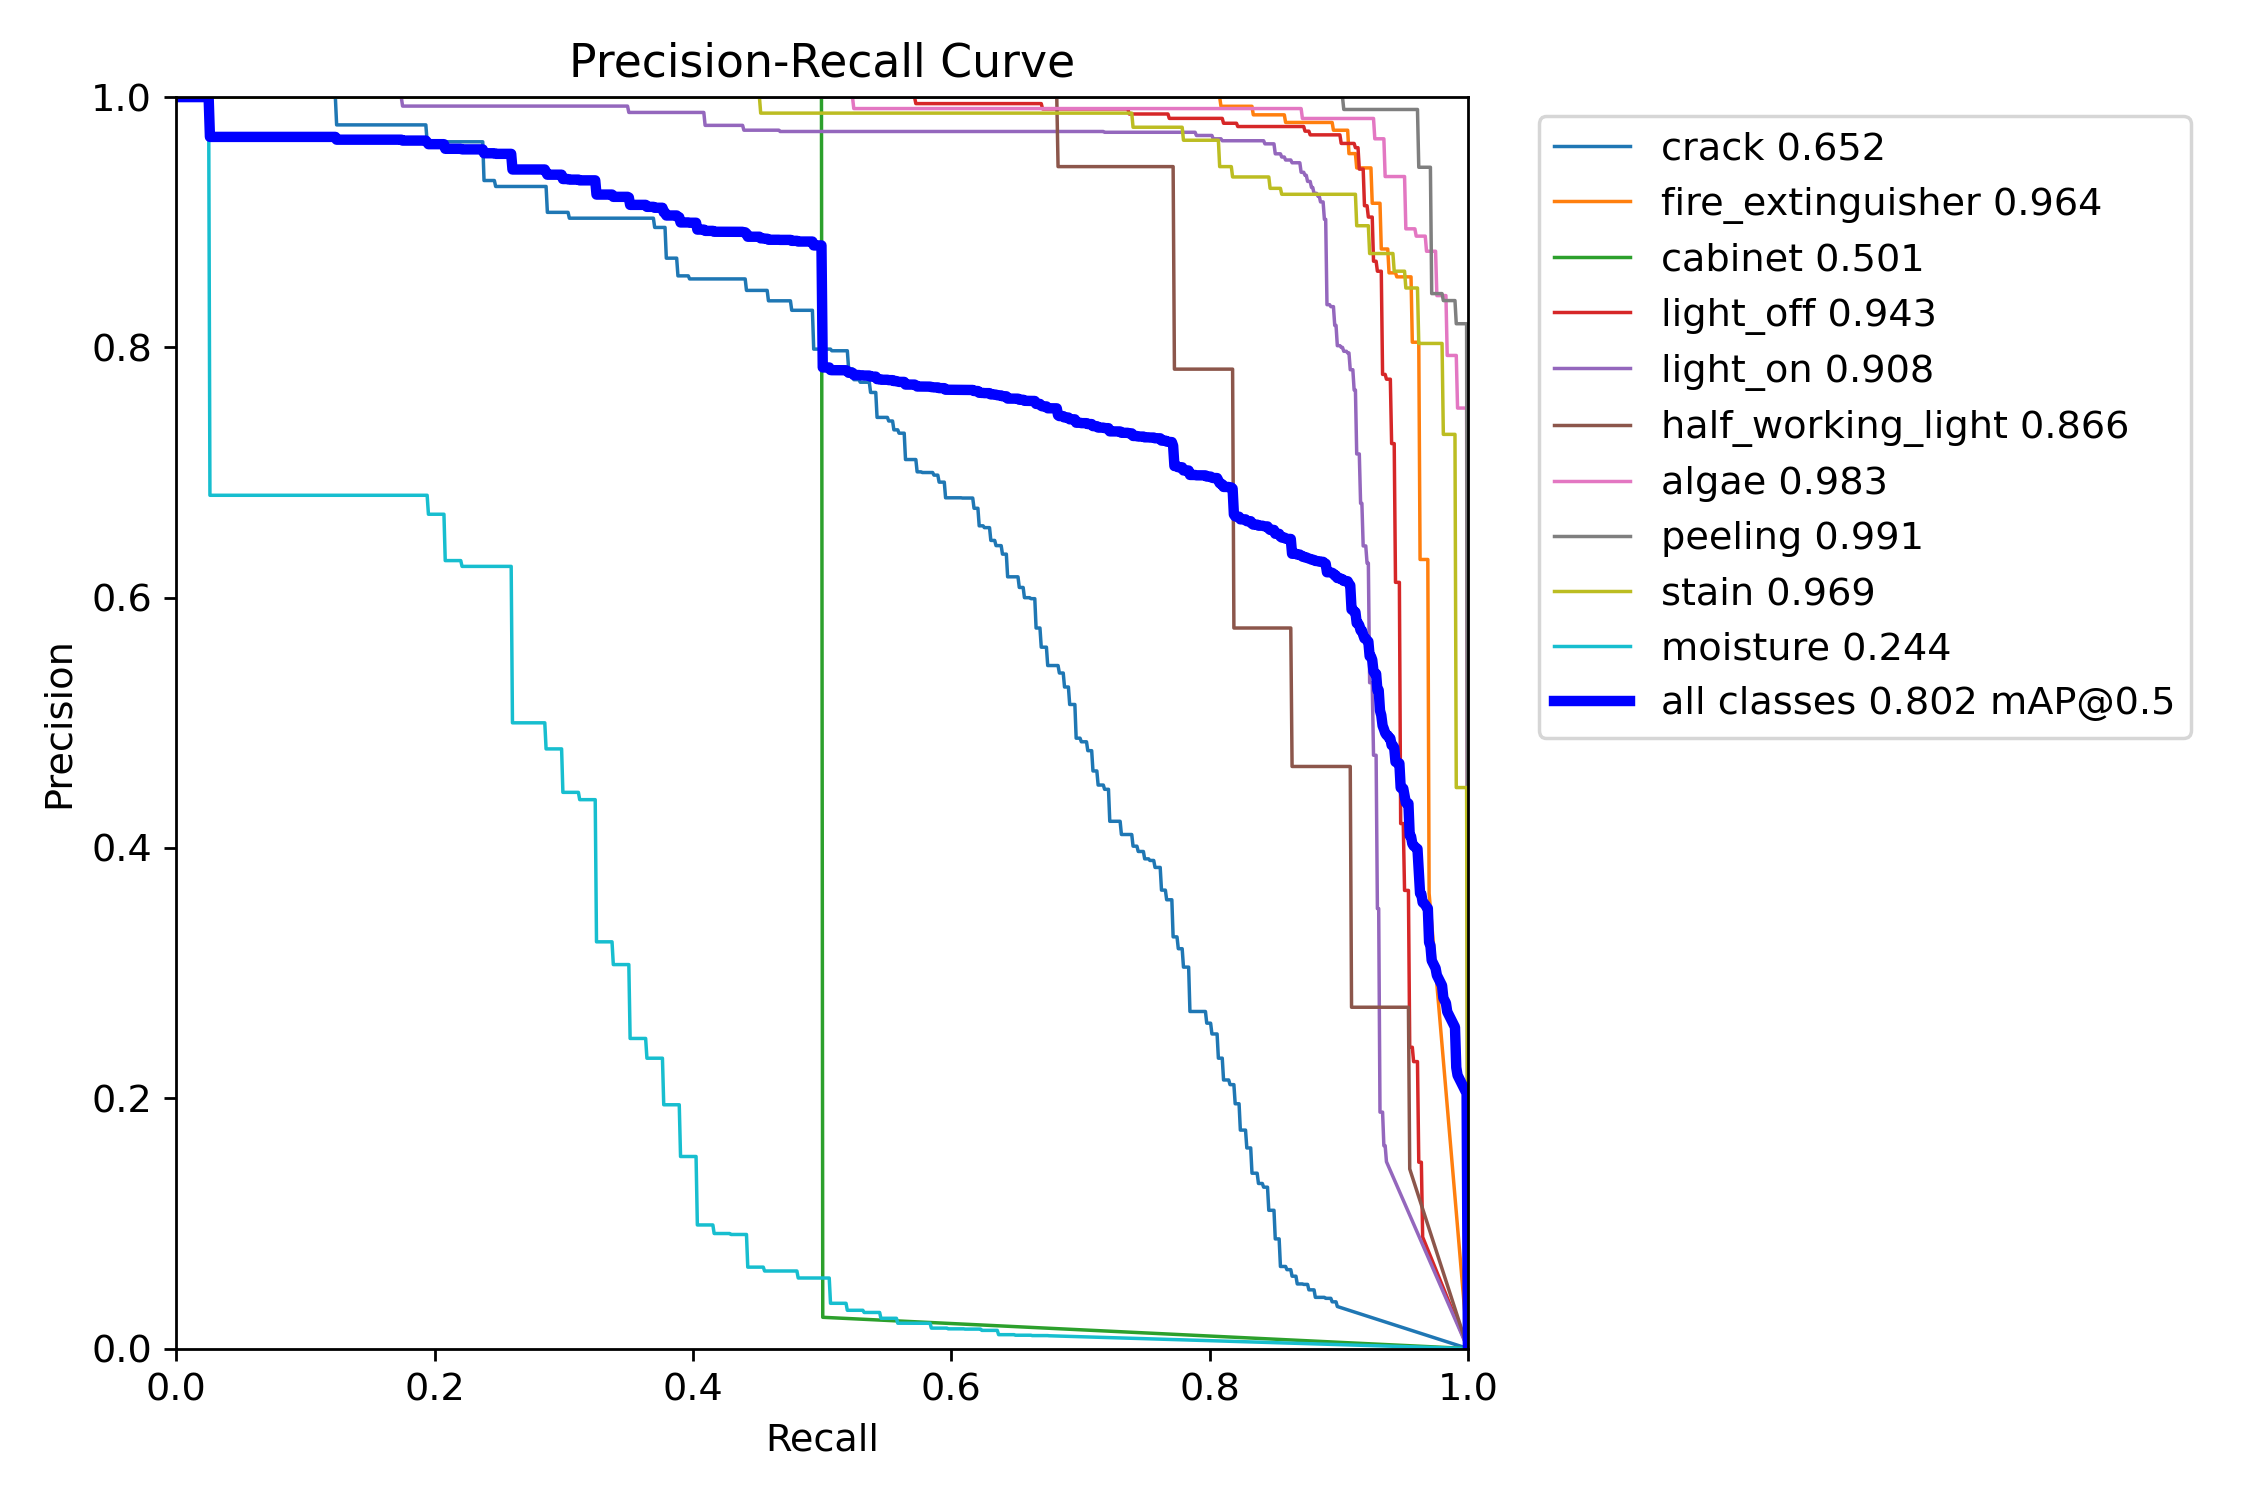 Precision-Recall Curve
1.0
0.8
0.6
0.4
0.2
0.0
Precision
0.0 0.2 0.4 0.6 0.8 1.0
Recall
crack 0.652
fire_extinguisher 0.964
cabinet 0.501
light_off 0.943
light_on 0.908
half_working_light 0.866
algae 0.983
peeling 0.991
stain 0.969
moisture 0.244
all classes 0.802 mAP@0.5